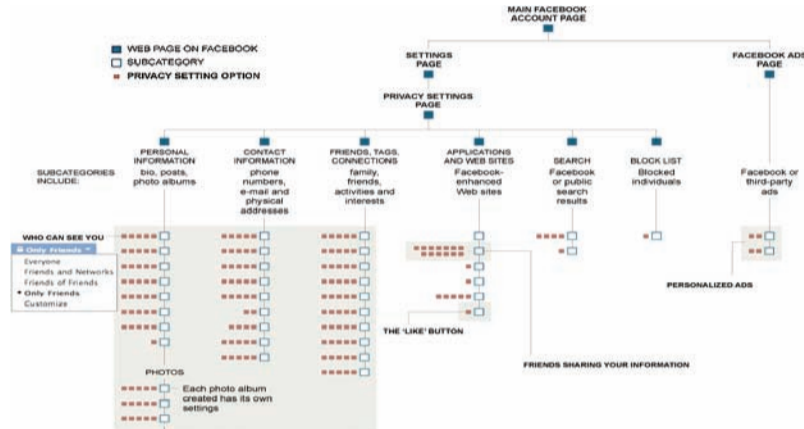 MAIN FACEBOOK
ACCOUNT PAGE
WEB PAGE ON FACEBOOK
SUBCATEGORY
PRIVACY SETTING OPTION
SETTINGS
PAGE
FACEBOOK ADS
PAGE
PRIVACY SETTINGS
PAGE
SUBCATEGORIES
INCLUDE:
PERSONAL
INFORMATION
bio, posts,
photo albums
CONTACT
INFORMATION
phone
numbers,
e-mail and
physical
addresses
FRIENDS, TAGS,
CONNECTIONS
family,
friends,
activities and
interests
APPLICATIONS
AND WEB SITES
Facebook-
enhanced
Web sites
SEARCH
Facebook
or public
search
results
BLOCK LIST
Blocked
individuals
Facebook or
third-party
ads
WHO CAN SEE YOU
Only Friends
Everyone
Friends and Networks
Friends of Friends
Only Friends
Customize
PERSONALIZED ADS
THE 'LIKE' BUTTON
FRIENDS SHARING YOUR INFORMATION
PHOTOS
Each photo album
created has its own
settings